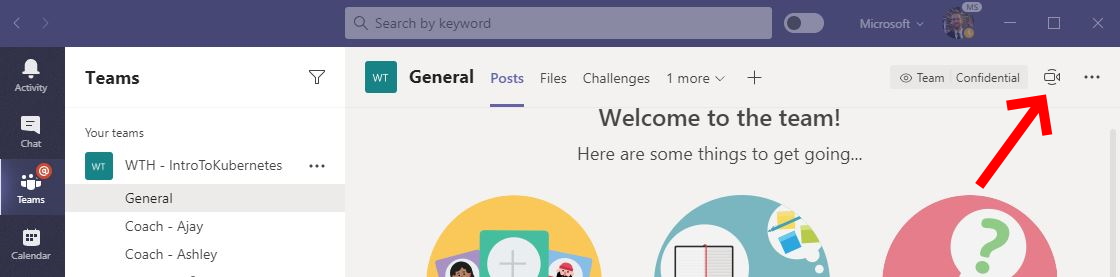 Search by keyword
Microsoft
MS
Activity
Chat
@
Teams
Calendar
Teams
Your teams
WT WTH - IntroToKubernetes
General
Coach - Ajay
Coach - Ashley
WT General Posts Files Challenges 1 more
Team Confidential
Welcome to the team!
Here are some things to get going...
?